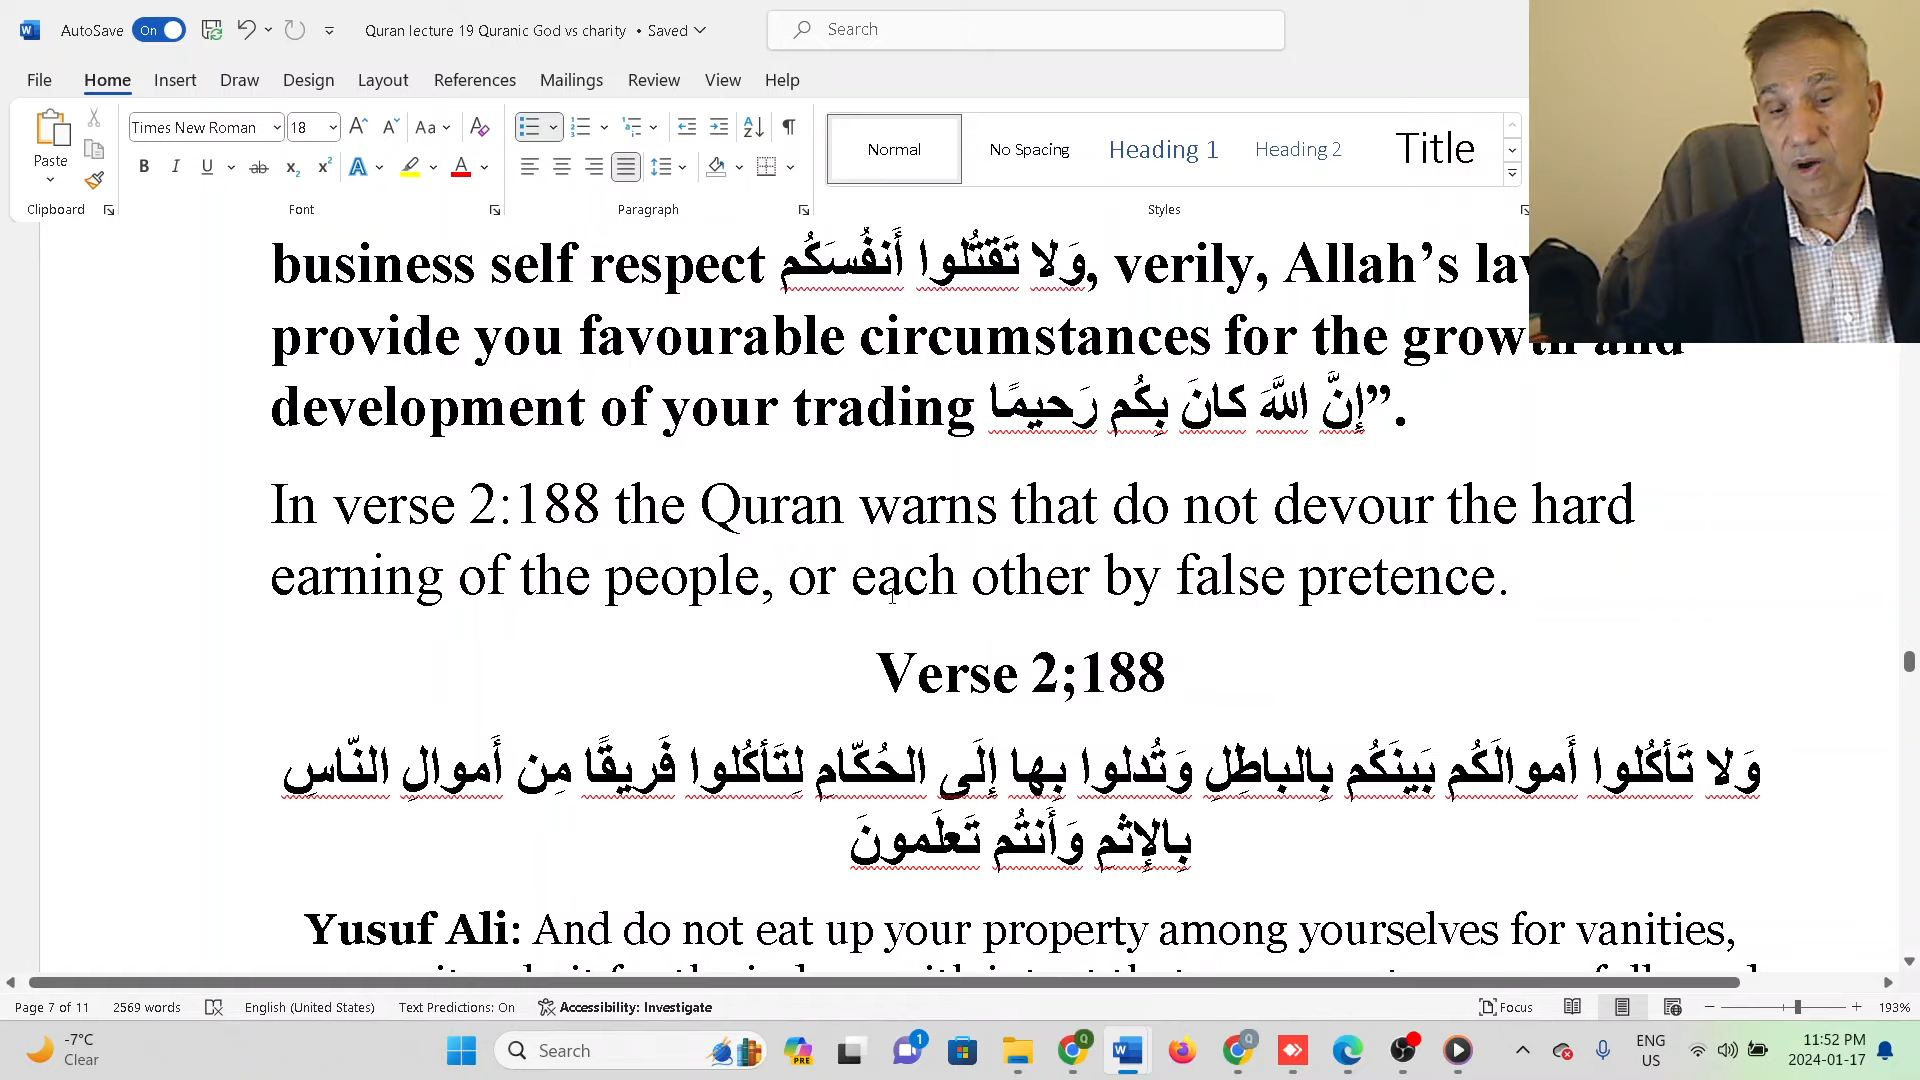 AutoSave On Quran lecture 19 Quranic God vs charity • Saved Search
File Home Insert Draw Design Layout References Mailings Review View Help
Paste Times New Roman 18 Aa Normal No Spacing Heading 1 Heading 2 Title
Clipboard Font Paragraph Styles
business self respect وَلا تَقتُلوا أَنفُسَكُم, verily, Allah’s
provide you favourable circumstances for the growth and
development of your trading إِنَّ اللَّهَ كانَ بِكُم رَحيمًا”.
In verse 2:188 the Quran warns that do not devour the hard
earning of the people, or each other by false pretence.
Verse 2;188
وَلا تَأكُلوا أَموالَكُم بَينَكُم بِالباطِلِ وَتُدلوا بِها إِلَى الحُكّامِ لِتَأكُلوا فَريقًا مِن أَموالِ النّاسِ
بِالإِثمِ وَأَنتُم تَعلَمونَ
Yusuf Ali: And do not eat up your property among yourselves for vanities,
Page 7 of 11 2569 words English (United States) Text Predictions: On Accessibility: Investigate Focus 193%
-7°C
Clear
Search
PRE
1
ENG
US
11:52 PM
2024-01-17